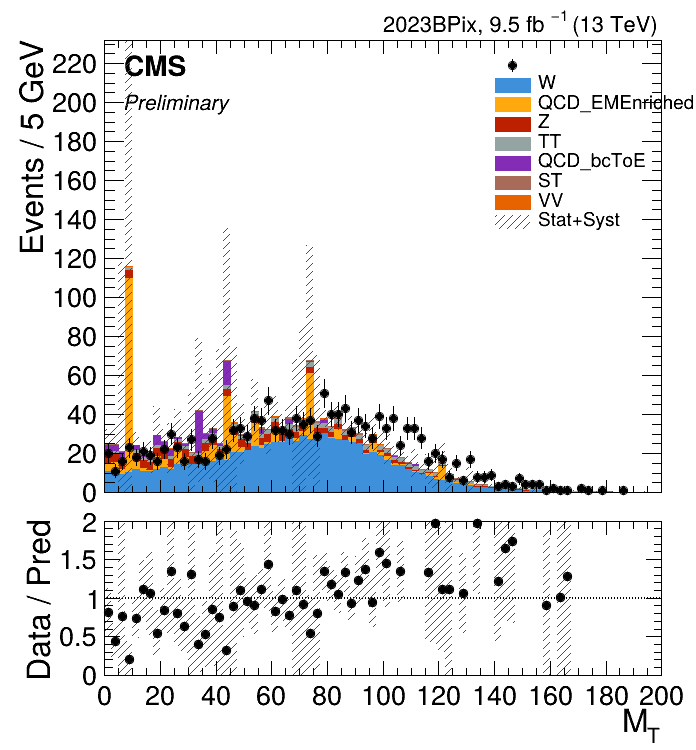 2023BPix, 9.5 fb⁻¹ (13 TeV)
CMS
Preliminary
W
QCD_EMEnriched
Z
TT
QCD_bcToE
ST
VV
Stat+Syst
Events / 5 GeV
220
200
180
160
140
120
100
80
60
40
20
0
Data / Pred
2
1.5
1
0.5
0
0 20 40 60 80 100 120 140 160 180 200
M_T